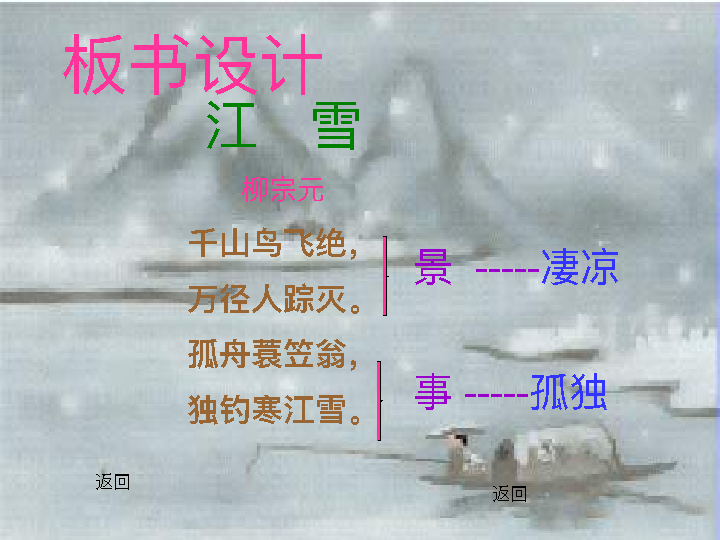 板书设计
江 雪
柳宗元
千山鸟飞绝，
万径人踪灭。
景 -----凄凉
孤舟蓑笠翁，
独钓寒江雪。
事 -----孤独
返回
返回